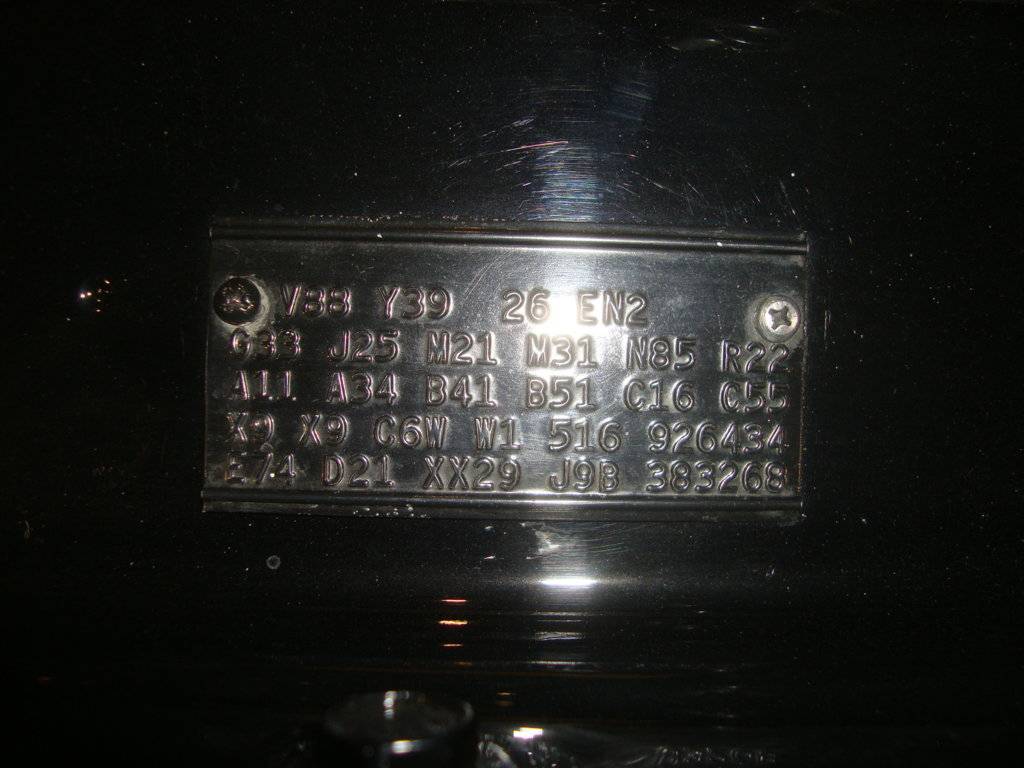 V88 Y39 26 EN2
G33 J25 M21 M31 N85 R22
A11 A34 B41 B51 C16 C55
X9 X9 C6W W1 516 926434
E74 D21 XX29 J9B 383268